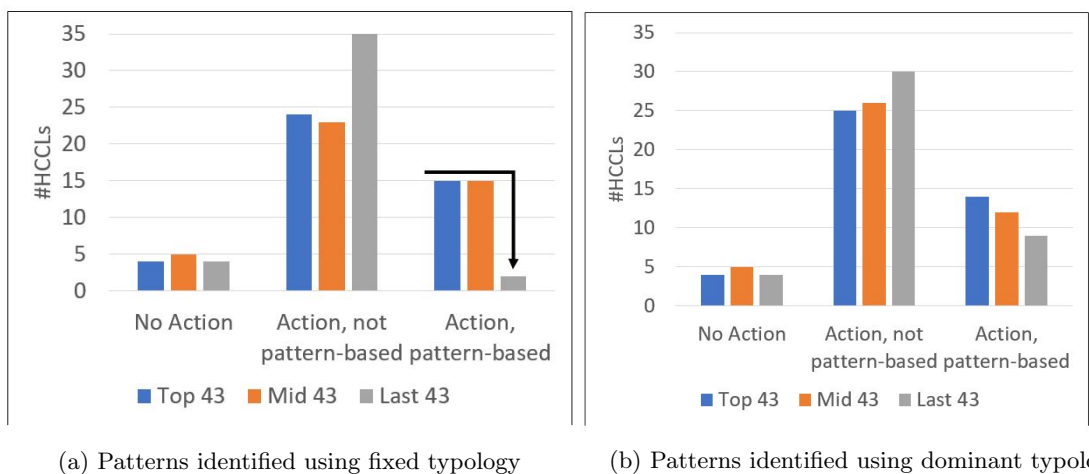 35
30
25
20
15
10
5
0
#HCCLs
No Action
Action, not
pattern-based
Action,
pattern-based
Top 43
Mid 43
Last 43
(a) Patterns identified using fixed typology
35
30
25
20
15
10
5
0
#HCCLs
No Action
Action, not
pattern-based
Action,
pattern-based
Top 43
Mid 43
Last 43
(b) Patterns identified using dominant typol